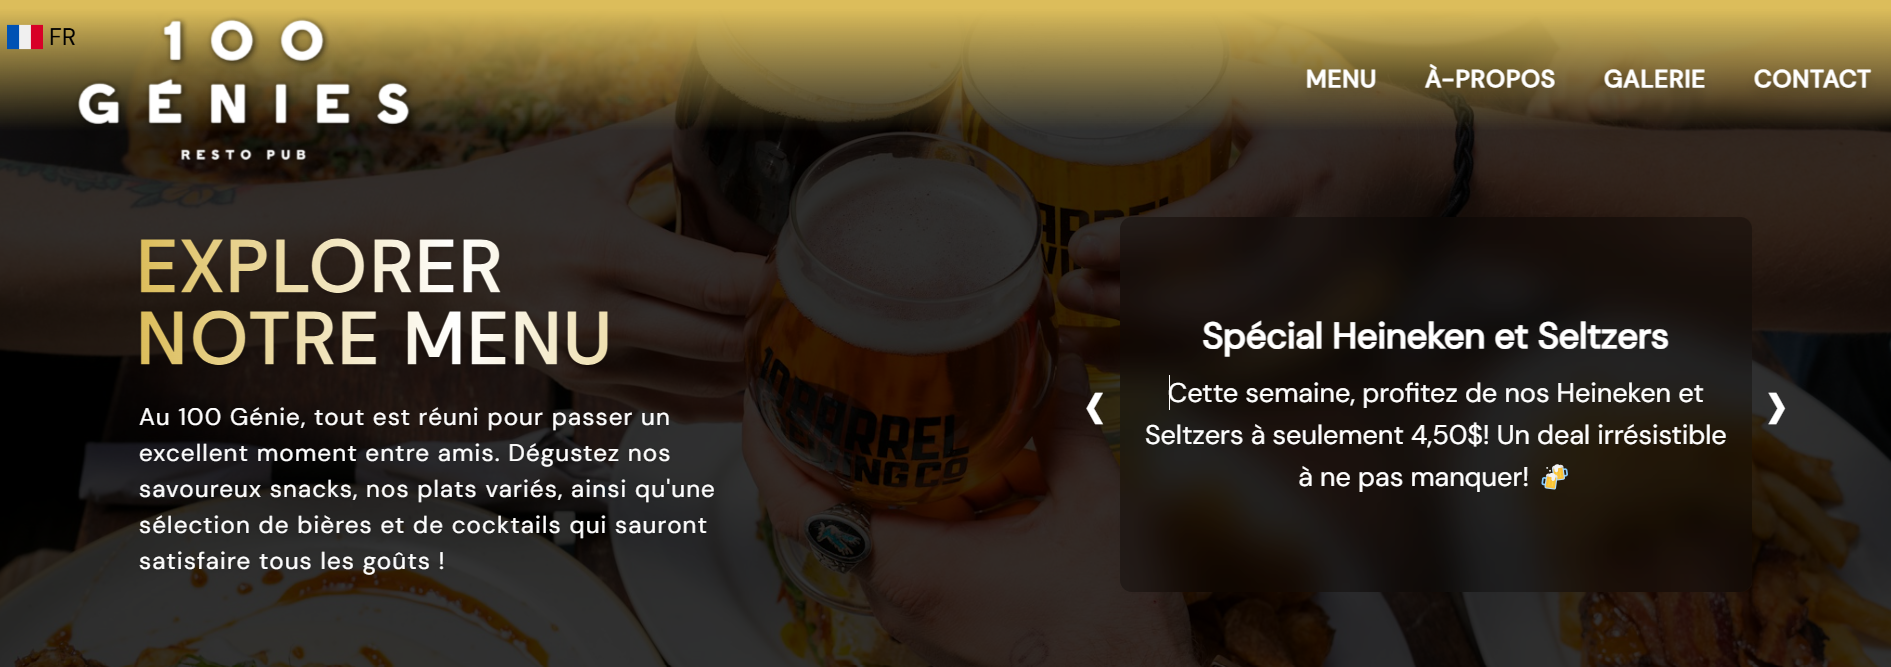 FR
100
GÉNIES
RESTO PUB
MENU
À-PROPOS
GALERIE
CONTACT
EXPLORER
NOTRE MENU
Au 100 Génie, tout est réuni pour passer un
excellent moment entre amis. Dégustez nos
savoureux snacks, nos plats variés, ainsi qu'une
sélection de bières et de cocktails qui sauront
satisfaire tous les goûts !
Spécial Heineken et Seltzers
Cette semaine, profitez de nos Heineken et
Seltzers à seulement 4,50$! Un deal irrésistible
à ne pas manquer! 🍻